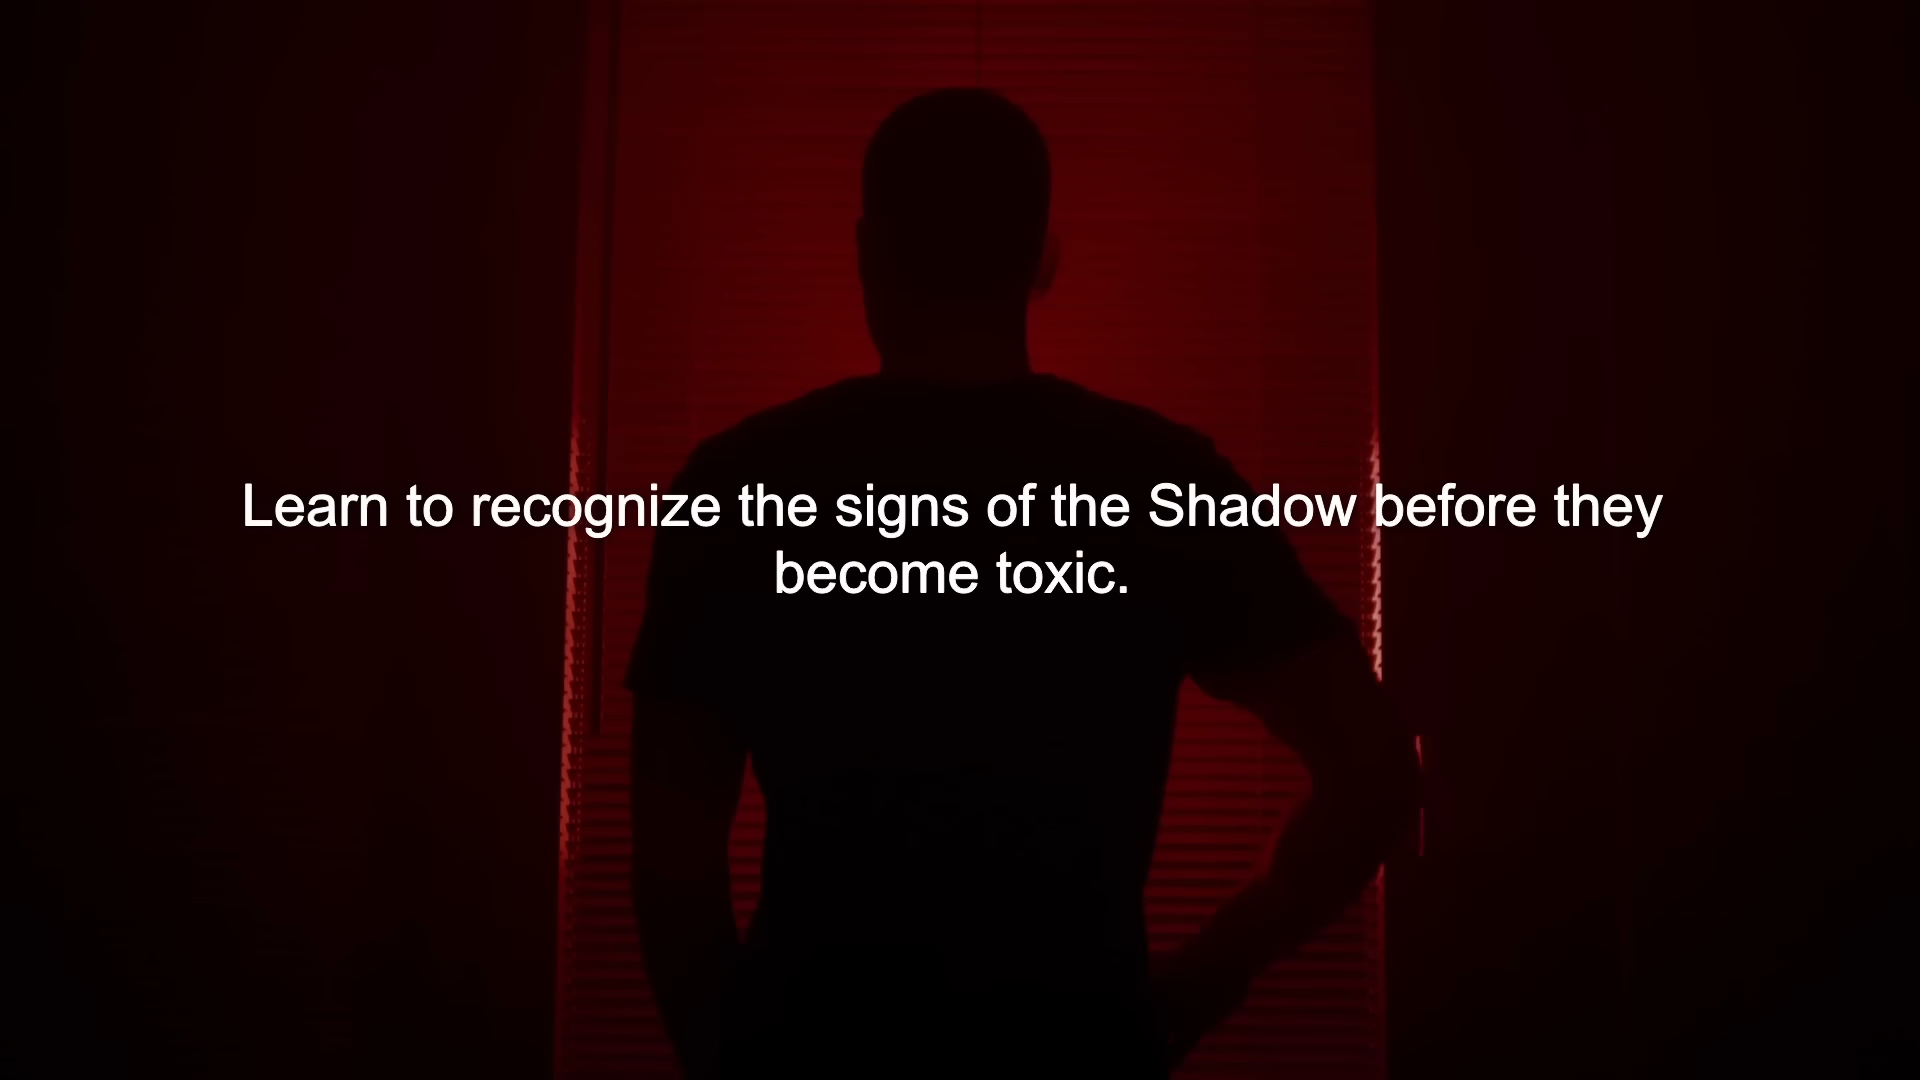 Learn to recognize the signs of the Shadow before they
become toxic.